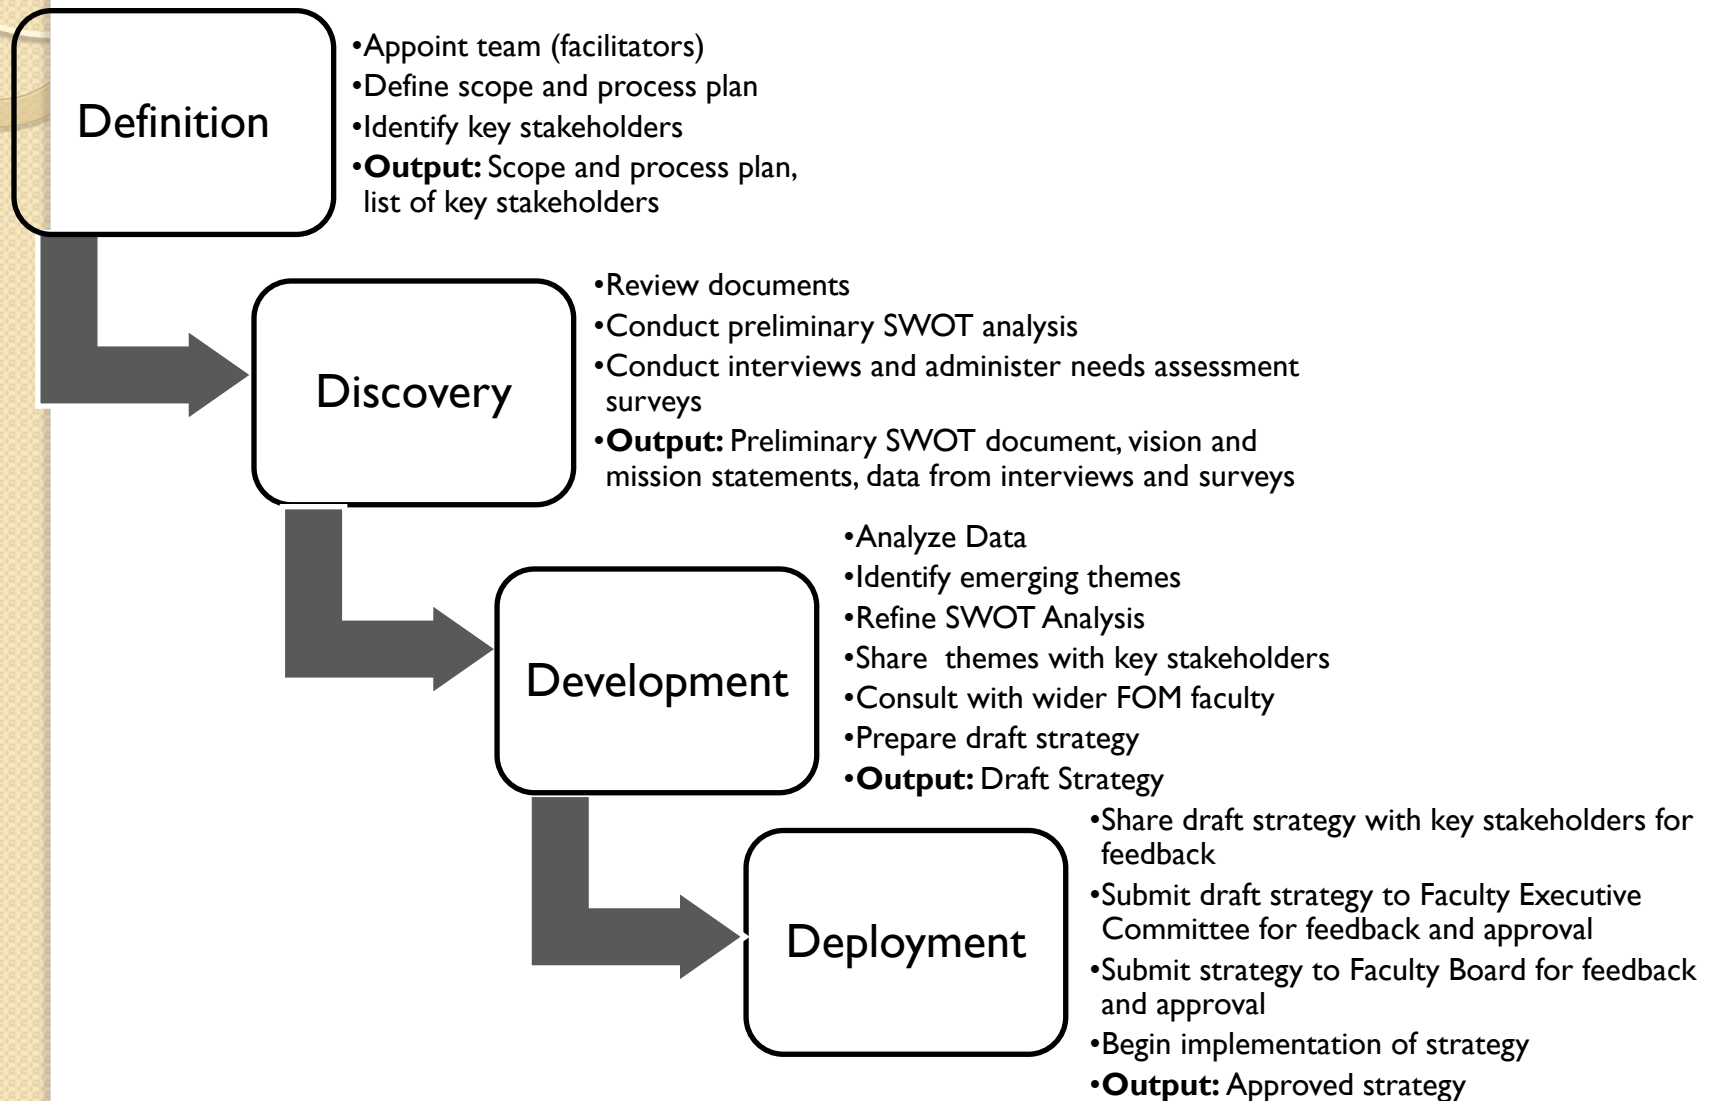 Definition
•Appoint team (facilitators)
•Define scope and process plan
•Identify key stakeholders
•Output: Scope and process plan,
list of key stakeholders
Discovery
•Review documents
•Conduct preliminary SWOT analysis
•Conduct interviews and administer needs assessment
surveys
•Output: Preliminary SWOT document, vision and
mission statements, data from interviews and surveys
Development
•Analyze Data
•Identify emerging themes
•Refine SWOT Analysis
•Share  themes with key stakeholders
•Consult with wider FOM faculty
•Prepare draft strategy
•Output: Draft Strategy
Deployment
•Share draft strategy with key stakeholders for
feedback
•Submit draft strategy to Faculty Executive
Committee for feedback and approval
•Submit strategy to Faculty Board for feedback
and approval
•Begin implementation of strategy
•Output: Approved strategy